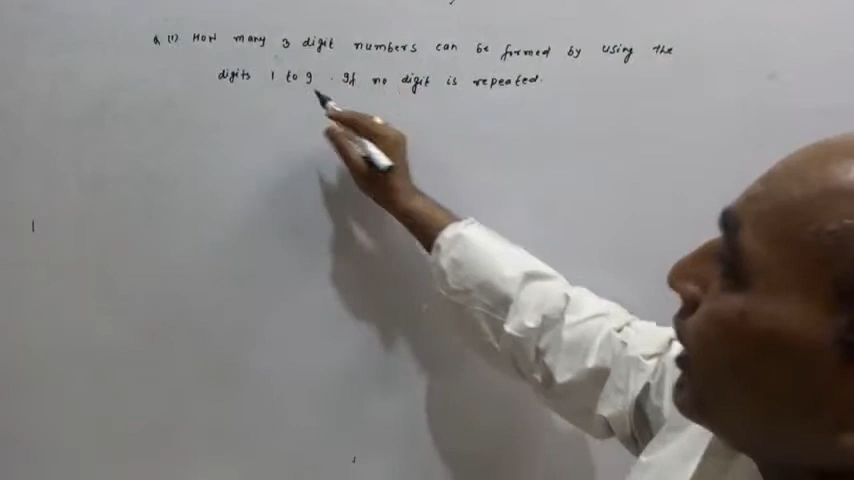 Q (1) How many 3 digit numbers can be formed by using the
digits 1 to 9 . If no digit is repeated.